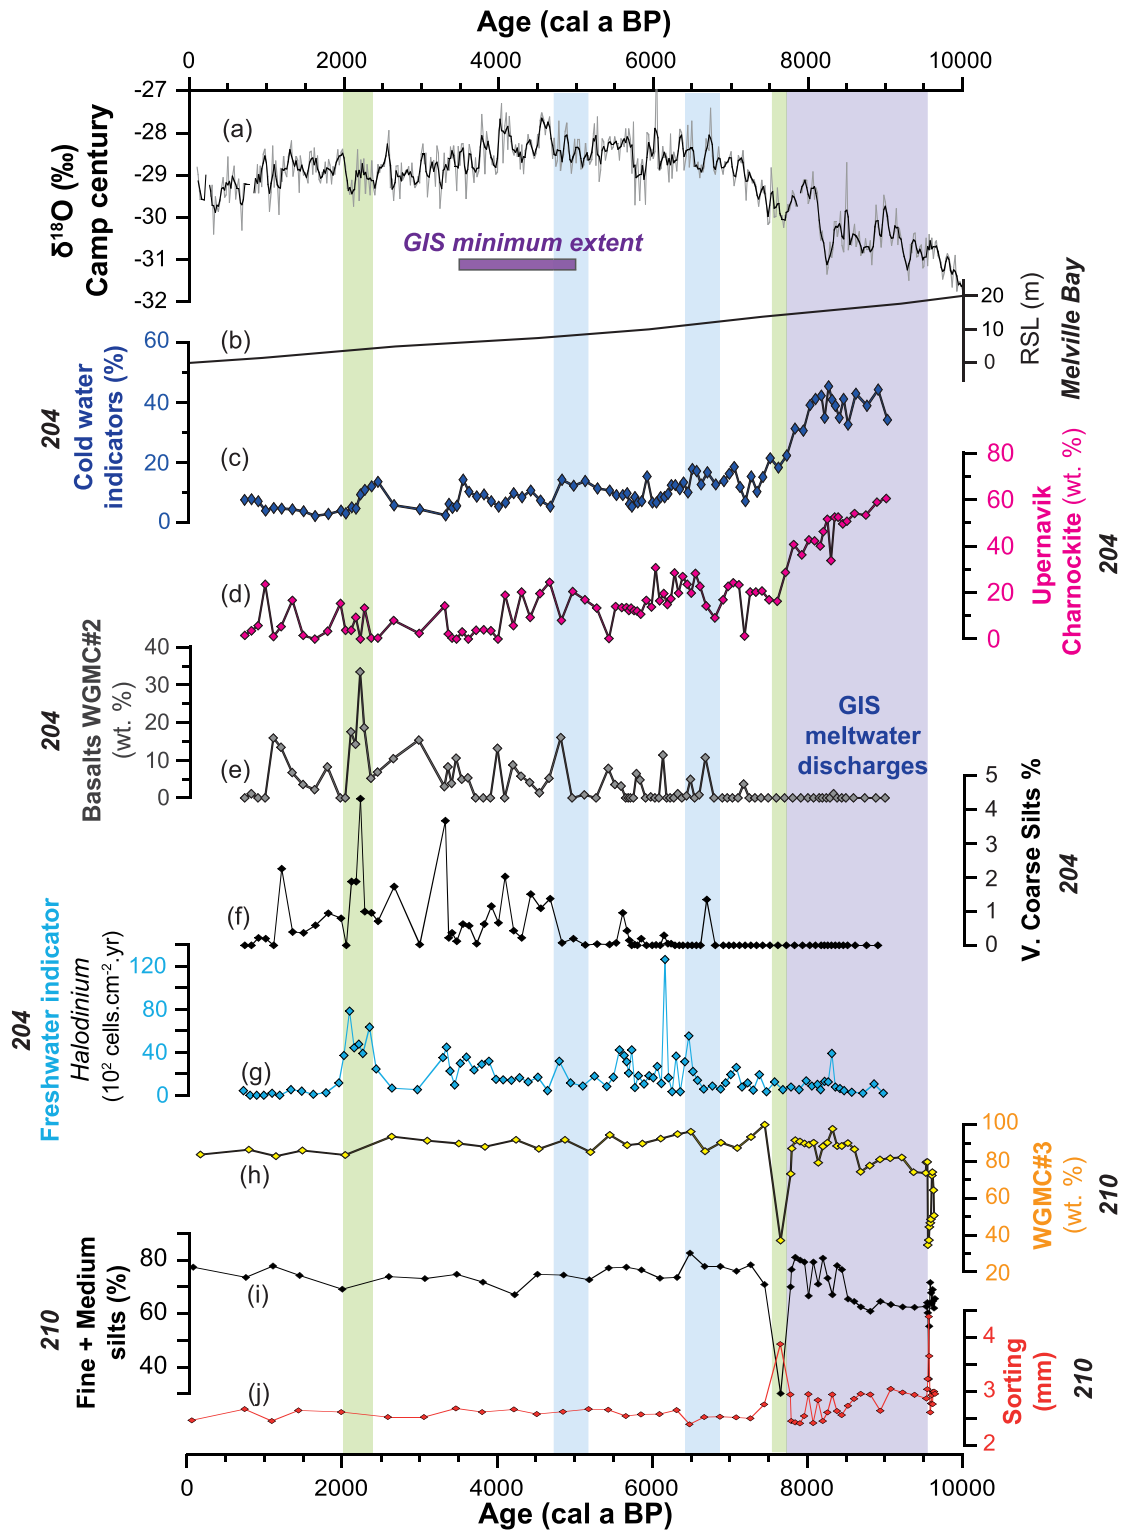 Age (cal a BP)
0 2000 4000 6000 8000 10000
-27
-28
-29
-30
-31
-32
δ¹⁸O (‰)
Camp century
(a)
GIS minimum extent
20
10
0
RSL (m)
Melville Bay
(b)
60
40
20
0
204
Cold water
indicators (%)
(c)
80
60
40
20
0
Upernavik
Charnockite (wt. %)
204
(d)
40
30
20
10
0
204
Basalts WGMC#2
(wt. %)
(e)
GIS
meltwater
discharges
5
4
3
2
1
0
V. Coarse Silts %
204
(f)
120
80
40
0
204
Freshwater indicator
Halodinium
(10² cells.cm⁻².yr)
(g)
100
80
60
40
20
WGMC#3
(wt. %)
210
(h)
80
60
40
210
Fine + Medium
silts (%)
(i)
4
3
2
Sorting
(mm)
210
(j)
0 2000 4000 6000 8000 10000
Age (cal a BP)